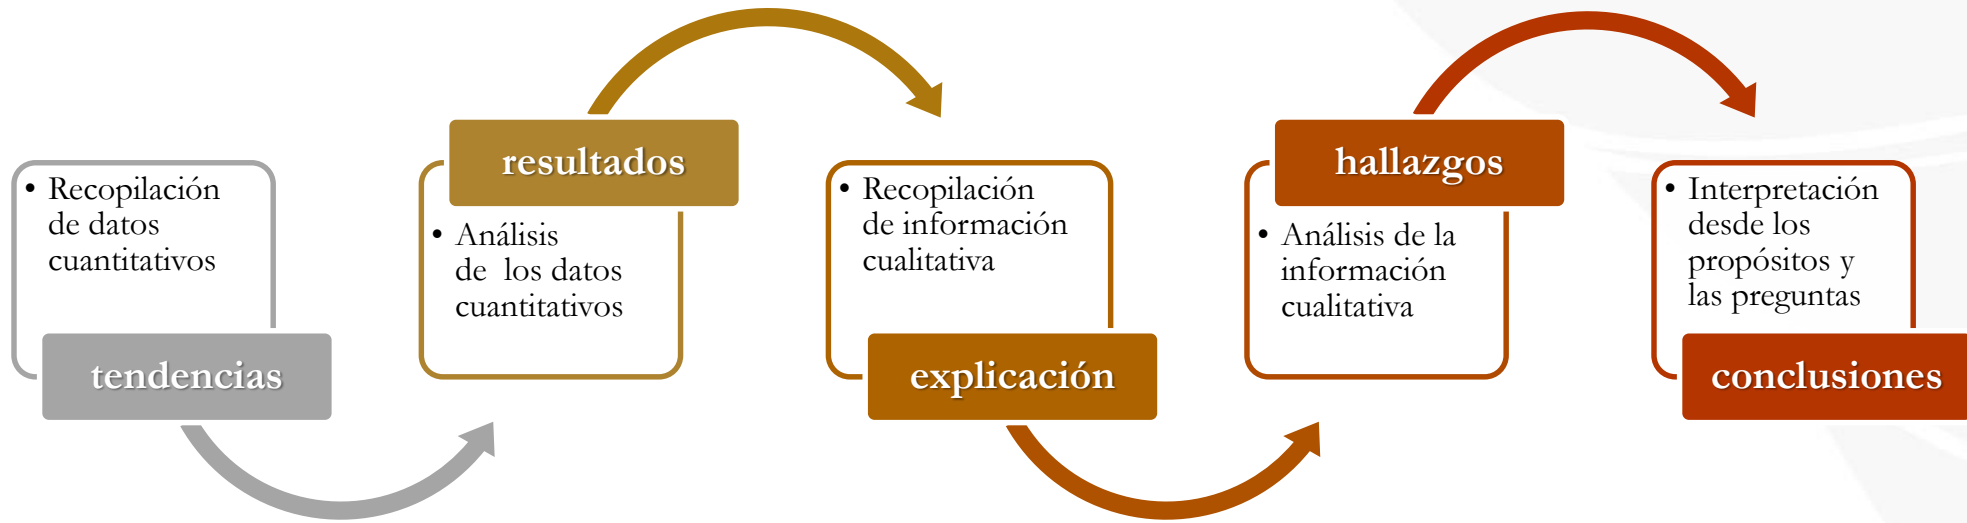 • Recopilación
de datos
cuantitativos
tendencias
resultados
• Análisis
de  los datos
cuantitativos
• Recopilación
de información
cualitativa
explicación
hallazgos
• Análisis de la
información
cualitativa
• Interpretación
desde los
propósitos y
las preguntas
conclusiones